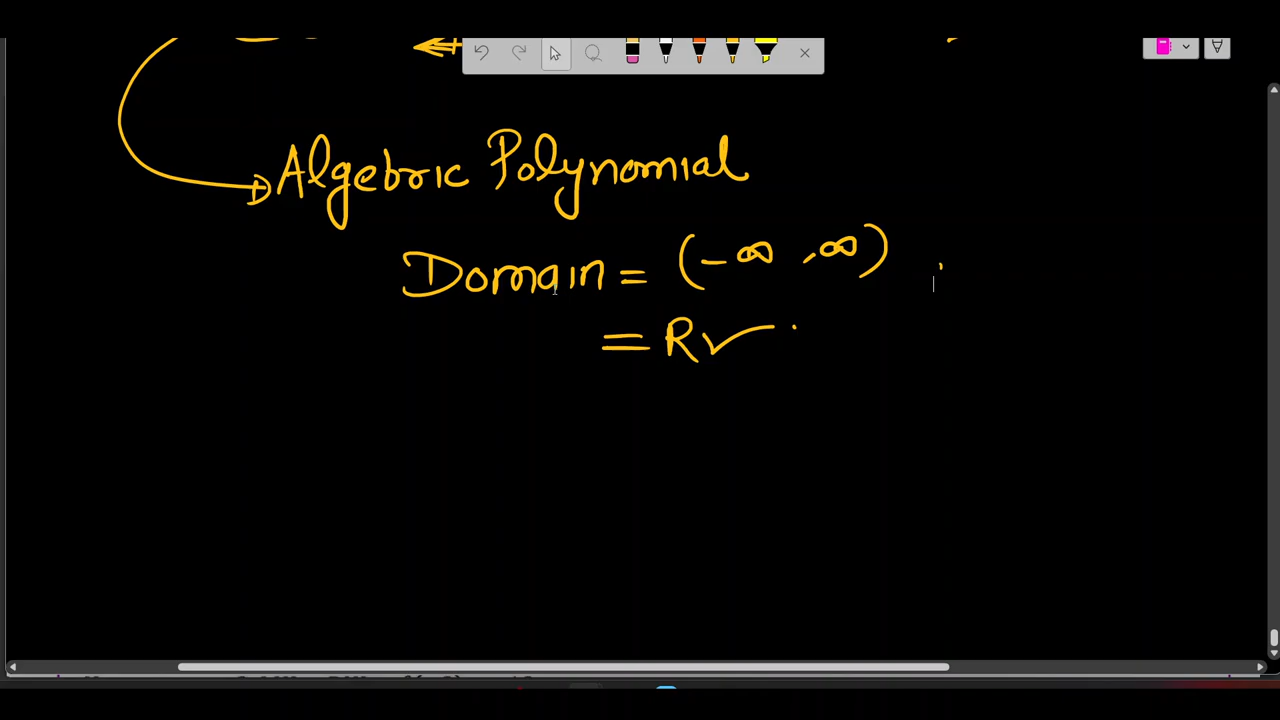 Algebric Polynomial
Domain = (-∞ , ∞)
= R✓